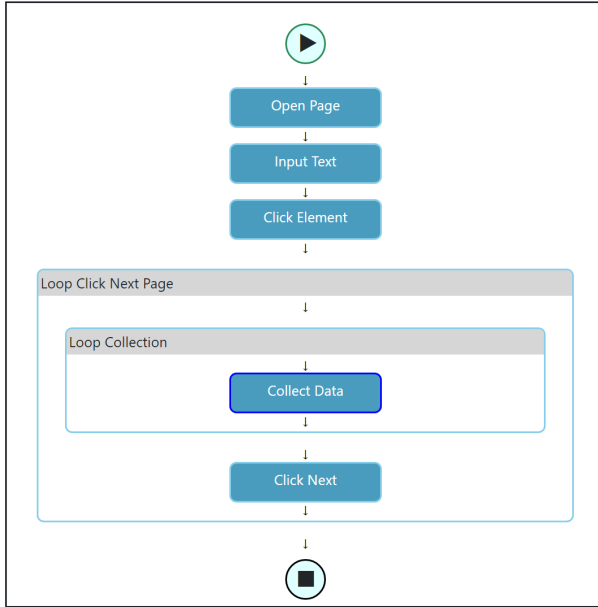 Open Page
Input Text
Click Element
Loop Click Next Page
Loop Collection
Collect Data
Click Next